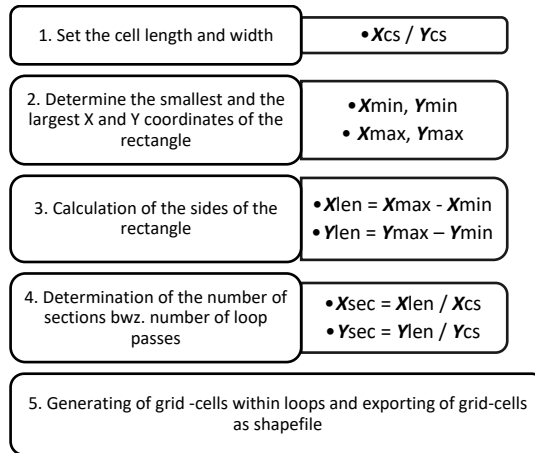 1. Set the cell length and width
•Xcs / Ycs
2. Determine the smallest and the
largest X and Y coordinates of the
rectangle
•Xmin, Ymin
• Xmax, Ymax
3. Calculation of the sides of the
rectangle
•Xlen = Xmax - Xmin
•Ylen = Ymax – Ymin
4. Determination of the number of
sections bwz. number of loop
passes
•Xsec = Xlen / Xcs
•Ysec = Ylen / Ycs
5. Generating of grid -cells within loops and exporting of grid-cells
as shapefile